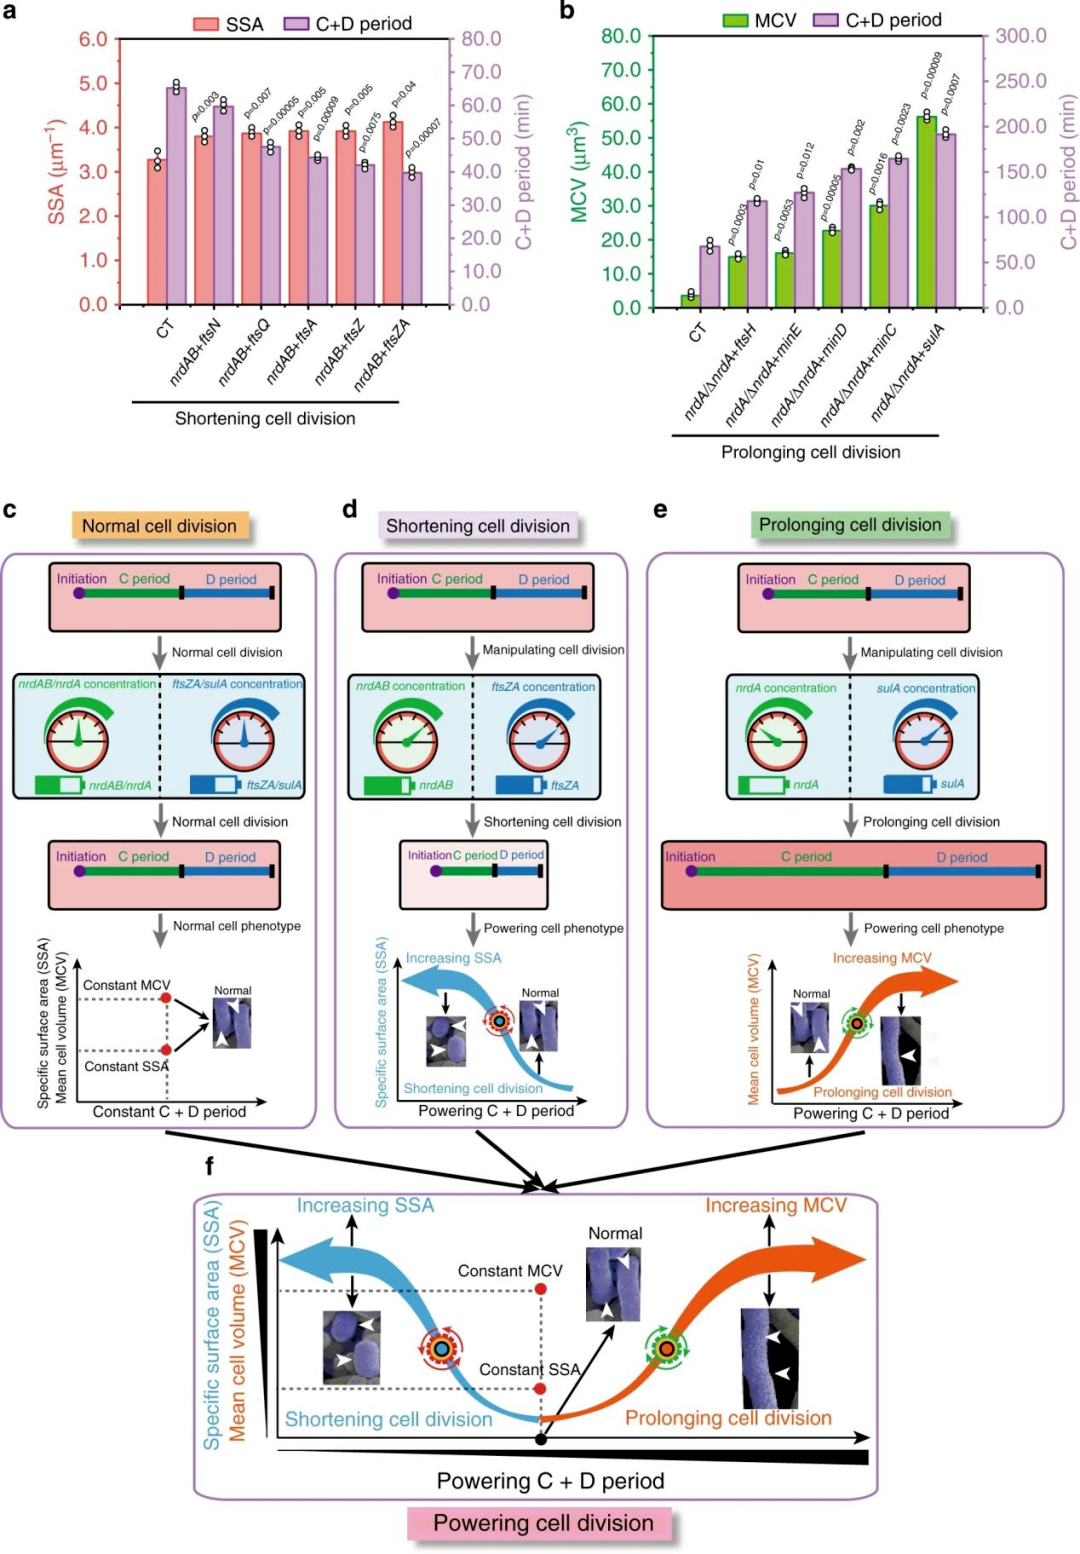 a
SSA
C+D period
6.0
5.0
4.0
3.0
2.0
1.0
0.0
SSA (μm⁻¹)
80.0
70.0
60.0
50.0
40.0
30.0
20.0
10.0
0.0
C+D period (min)
p=0.003
p=0.007
p=0.00005
p=0.005
p=0.00009
p=0.005
p=0.0075
p=0.04
p=0.00007
CT
nrdAB+ftsN
nrdAB+ftsQ
nrdAB+ftsA
nrdAB+ftsZ
nrdAB+ftsZA
Shortening cell division
b
MCV
C+D period
80.0
70.0
60.0
50.0
40.0
30.0
20.0
10.0
0.0
MCV (μm³)
300.0
250.0
200.0
150.0
100.0
50.0
0.0
C+D period (min)
p=0.0003
p=0.01
p=0.0053
p=0.012
p=0.00005
p=0.002
p=0.0016
p=0.0023
p=0.00009
p=0.0007
CT
nrdA/ΔnrdA+ftsH
nrdA/ΔnrdA+minE
nrdA/ΔnrdA+minD
nrdA/ΔnrdA+minC
nrdA/ΔnrdA+sulA
Prolonging cell division
c
Normal cell division
Initiation C period D period
Normal cell division
nrdAB/nrdA concentration
ftsZA/sulA concentration
nrdAB/nrdA
ftsZA/sulA
Normal cell division
Initiation C period D period
Normal cell phenotype
Specific surface area (SSA)
Mean cell volume (MCV)
Constant MCV
Normal
Constant SSA
Constant C + D period
d
Shortening cell division
Initiation C period D period
Manipulating cell division
nrdAB concentration
ftsZA concentration
nrdAB
ftsZA
Shortening cell division
Initiation C period D period
Powering cell phenotype
Specific surface area (SSA)
Increasing SSA
Normal
Shortening cell division
Powering C + D period
e
Prolonging cell division
Initiation C period D period
Manipulating cell division
nrdA concentration
sulA concentration
nrdA
sulA
Prolonging cell division
Initiation C period D period
Powering cell phenotype
Mean cell volume (MCV)
Increasing MCV
Normal
Prolonging cell division
Powering C + D period
f
Specific surface area (SSA)
Mean cell volume (MCV)
Increasing SSA
Increasing MCV
Normal
Constant MCV
Constant SSA
Shortening cell division
Prolonging cell division
Powering C + D period
Powering cell division